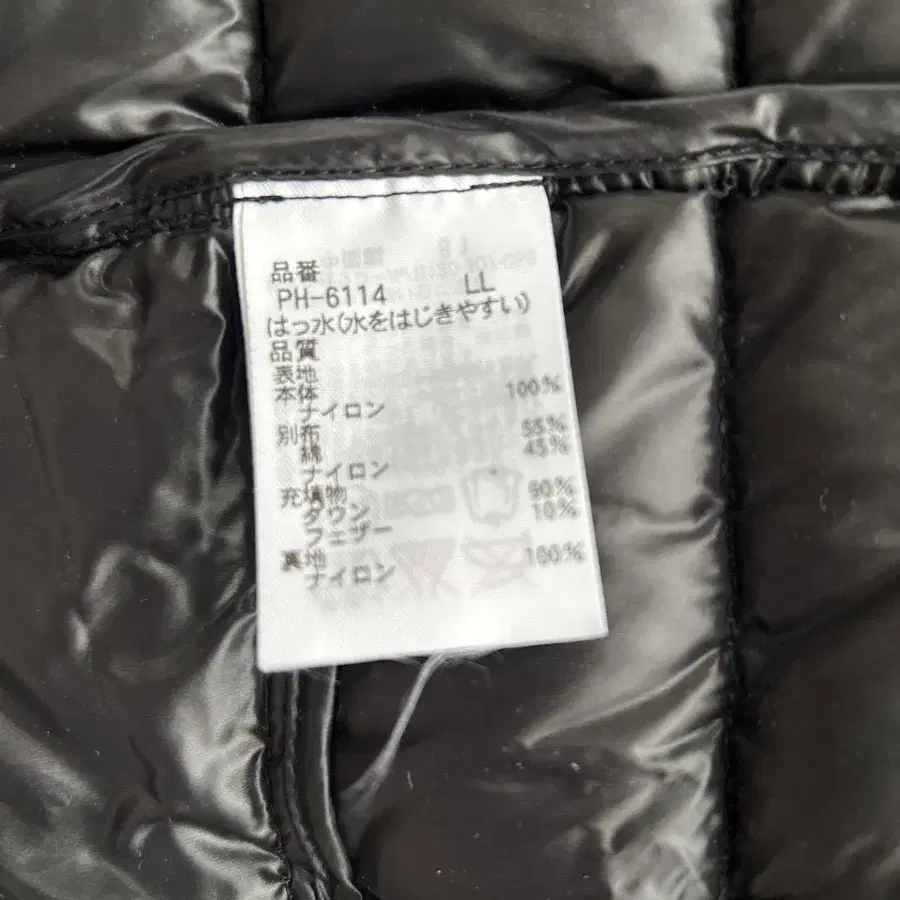 品番
PH-6114 LL
はっ水(水をはじきやすい)
品質
表地
本体 100%
ナイロン
別布 55%
綿 45%
ナイロン
充填物 90%
ダウン 10%
フェザー
裏地 100%
ナイロン